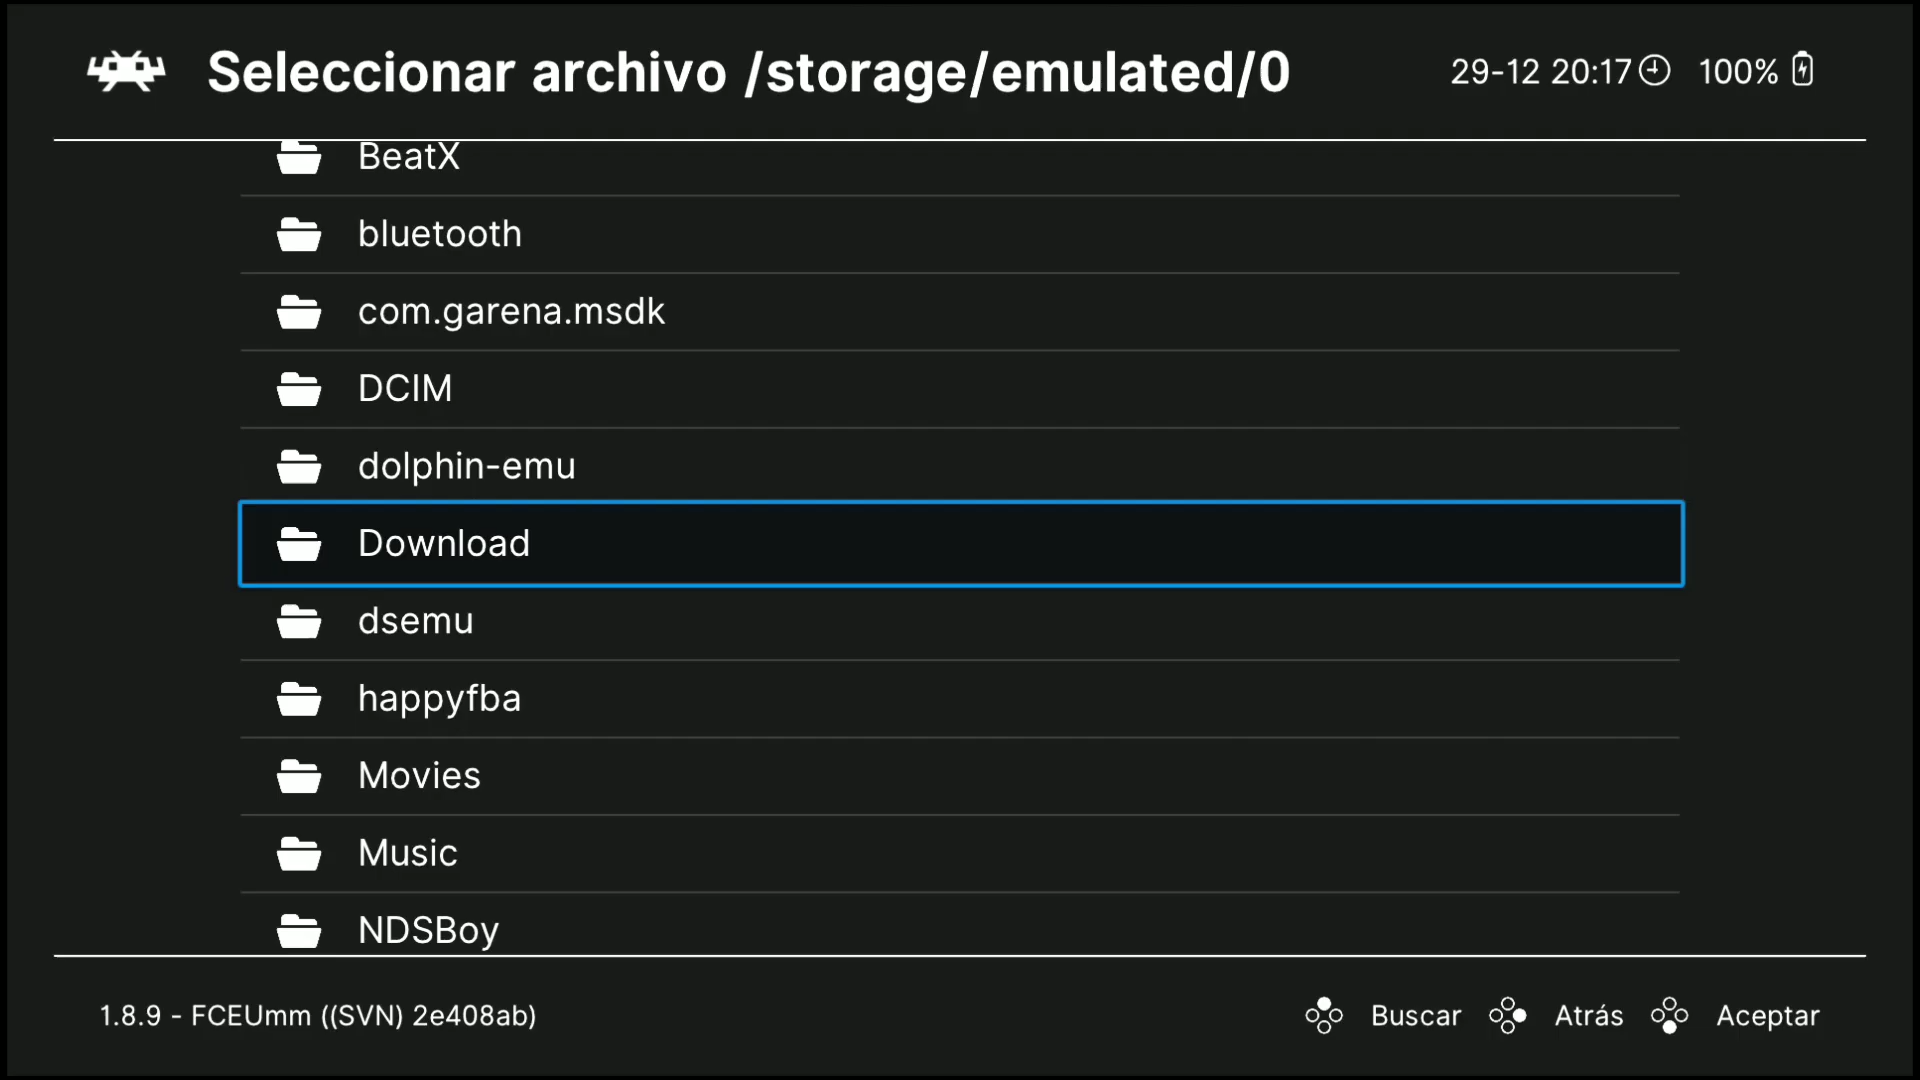 Seleccionar archivo /storage/emulated/0
29-12 20:17 100%
BeatX
bluetooth
com.garena.msdk
DCIM
dolphin-emu
Download
dsemu
happyfba
Movies
Music
NDSBoy
1.8.9 - FCEUmm ((SVN) 2e408ab)
Buscar Atrás Aceptar